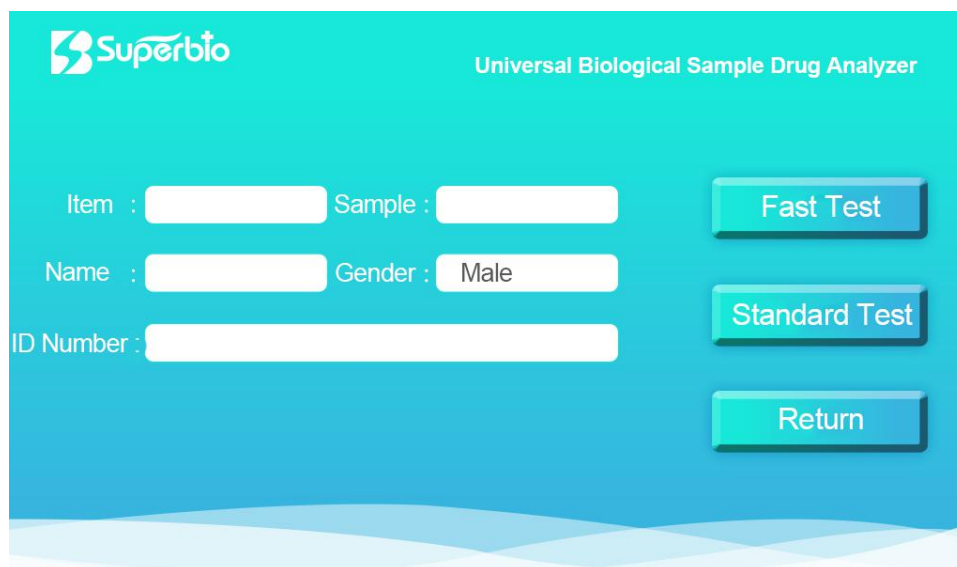 Superbio
Universal Biological Sample Drug Analyzer
Item :
Sample :
Fast Test
Name :
Gender : Male
Standard Test
ID Number :
Return